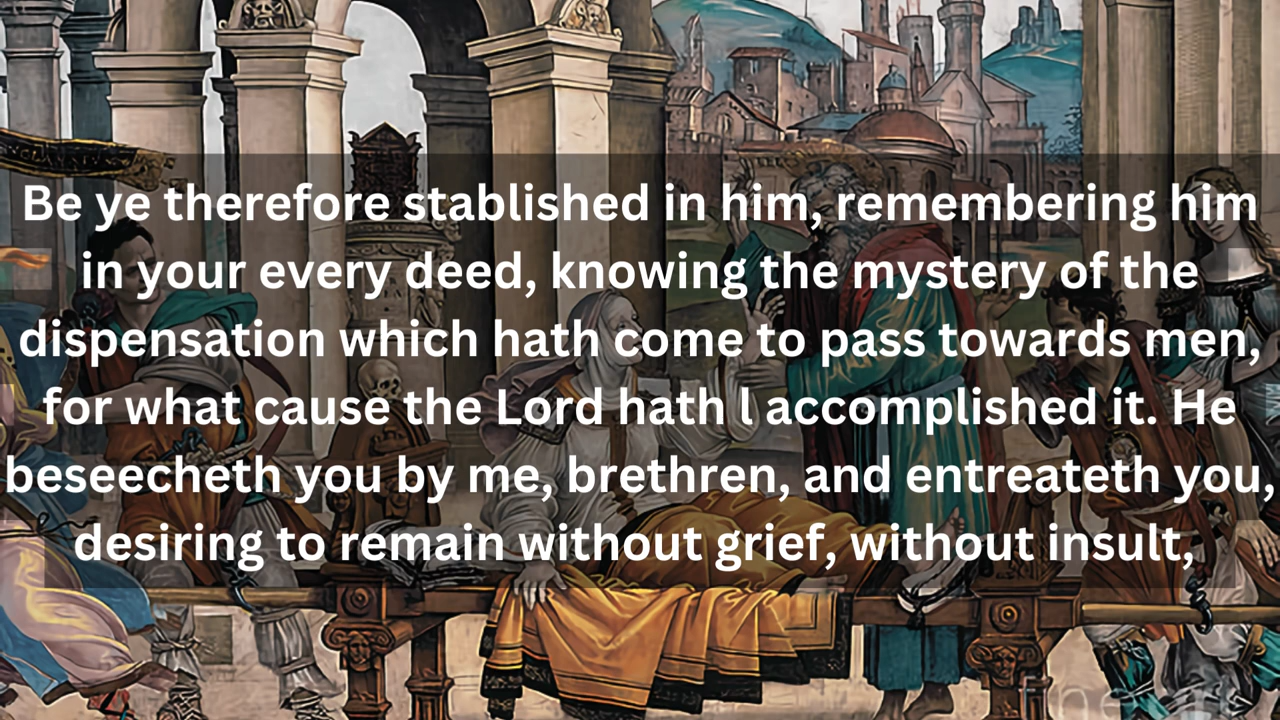 Be ye therefore stablished in him, remembering him
in your every deed, knowing the mystery of the
dispensation which hath come to pass towards men,
for what cause the Lord hath l accomplished it. He
beseecheth you by me, brethren, and entreateth you,
desiring to remain without grief, without insult,